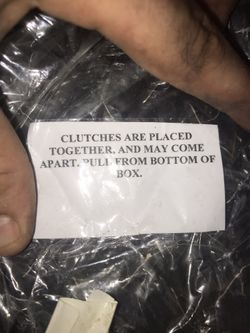 CLUTCHES ARE PLACED
TOGETHER, AND MAY COME
APART. PULL FROM BOTTOM OF
BOX.